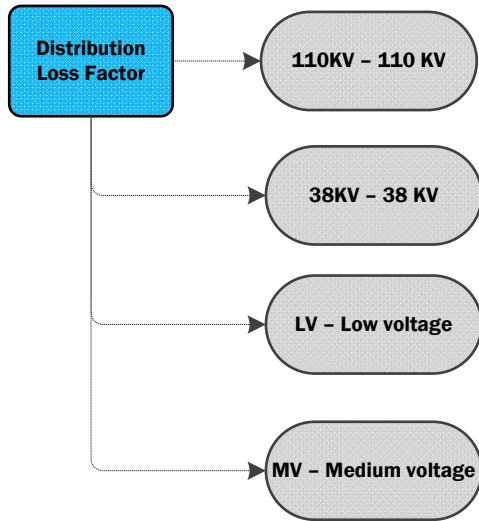 Distribution
Loss Factor
110KV – 110 KV
38KV – 38 KV
LV – Low voltage
MV – Medium voltage